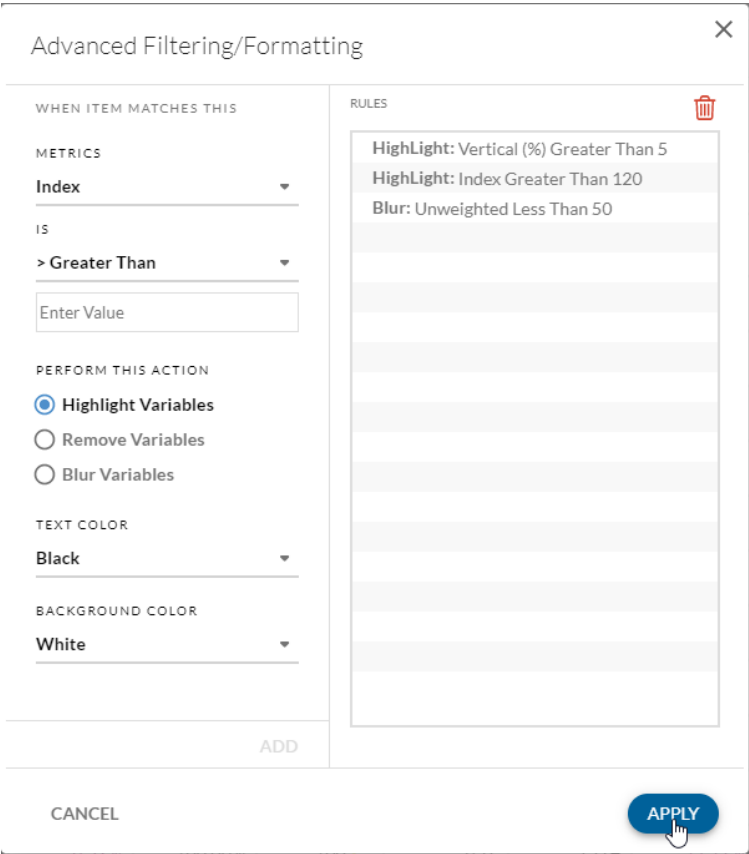 Advanced Filtering/Formatting
WHEN ITEM MATCHES THIS
METRICS
Index
IS
> Greater Than
Enter Value
PERFORM THIS ACTION
Highlight Variables
Remove Variables
Blur Variables
TEXT COLOR
Black
BACKGROUND COLOR
White
ADD
RULES
HighLight: Vertical (%) Greater Than 5
HighLight: Index Greater Than 120
Blur: Unweighted Less Than 50
CANCEL
APPLY